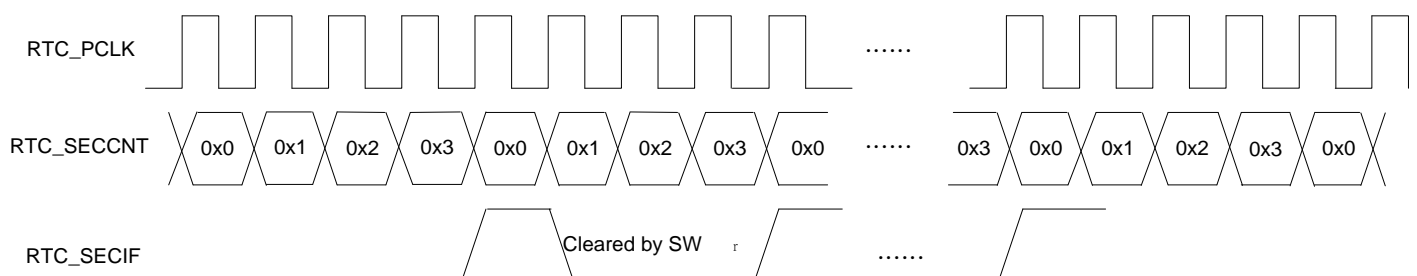 RTC_PCLK ......
RTC_SECCNT 0x0 0x1 0x2 0x3 0x0 0x1 0x2 0x3 0x0 ...... 0x3 0x0 0x1 0x2 0x3 0x0
RTC_SECIF Cleared by SW r ......